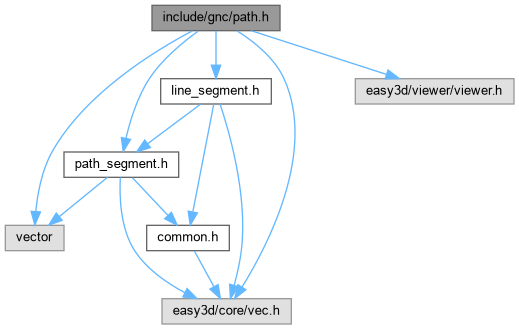 include/gnc/path.h
line_segment.h
easy3d/viewer/viewer.h
path_segment.h
vector
common.h
easy3d/core/vec.h